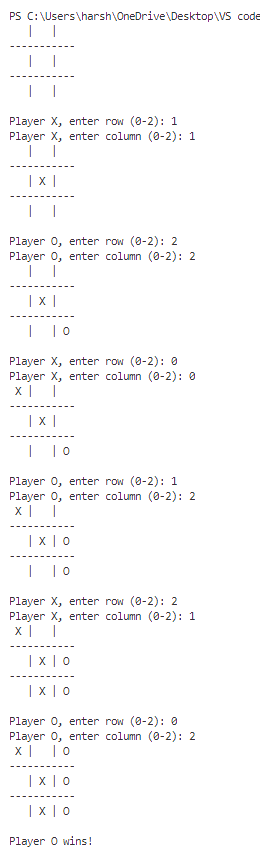 PS C:\Users\harsh\OneDrive\Desktop\VS code
   |   |
-----------
   |   |
-----------
   |   |

Player X, enter row (0-2): 1
Player X, enter column (0-2): 1
   |   |
-----------
   | X |
-----------
   |   |

Player O, enter row (0-2): 2
Player O, enter column (0-2): 2
   |   |
-----------
   | X |
-----------
   |   | O

Player X, enter row (0-2): 0
Player X, enter column (0-2): 0
 X |   |
-----------
   | X |
-----------
   |   | O

Player O, enter row (0-2): 1
Player O, enter column (0-2): 2
 X |   |
-----------
   | X | O
-----------
   |   | O

Player X, enter row (0-2): 2
Player X, enter column (0-2): 1
 X |   |
-----------
   | X | O
-----------
   | X | O

Player O, enter row (0-2): 0
Player O, enter column (0-2): 2
 X |   | O
-----------
   | X | O
-----------
   | X | O

Player O wins!